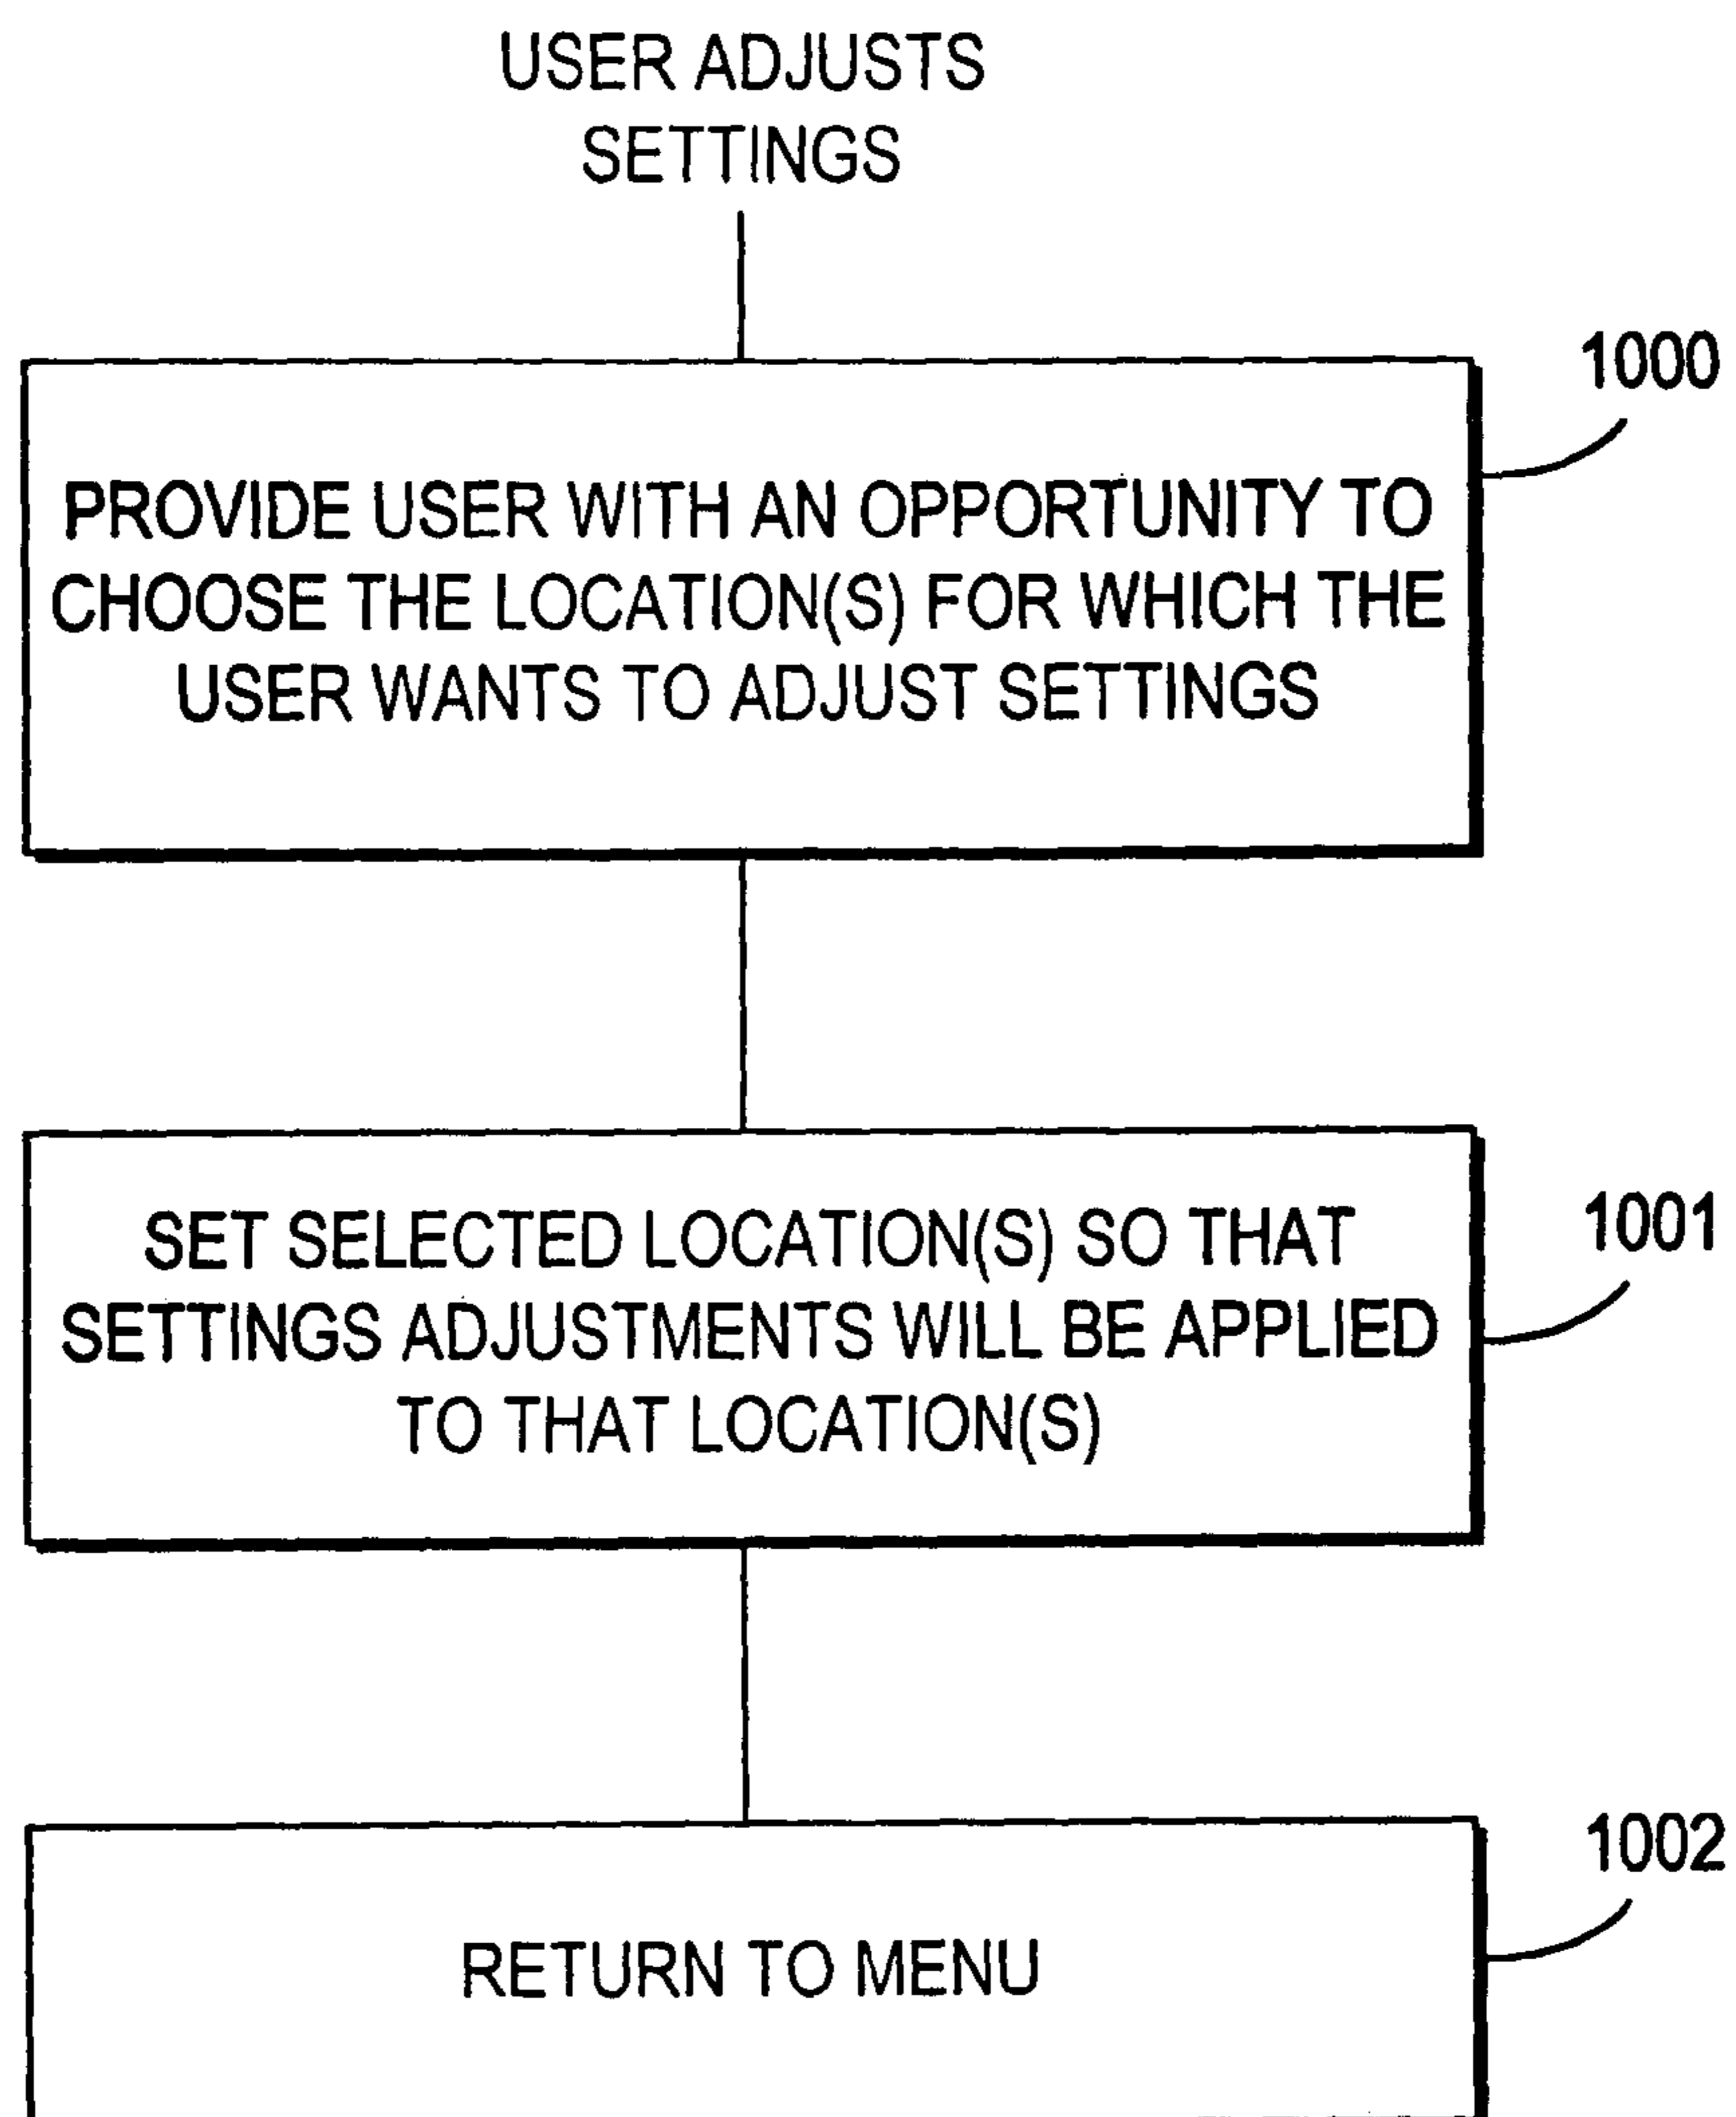 USER ADJUSTS
SETTINGS
1000
PROVIDE USER WITH AN OPPORTUNITY TO
CHOOSE THE LOCATION(S) FOR WHICH THE
USER WANTS TO ADJUST SETTINGS
1001
SET SELECTED LOCATION(S) SO THAT
SETTINGS ADJUSTMENTS WILL BE APPLIED
TO THAT LOCATION(S)
1002
RETURN TO MENU